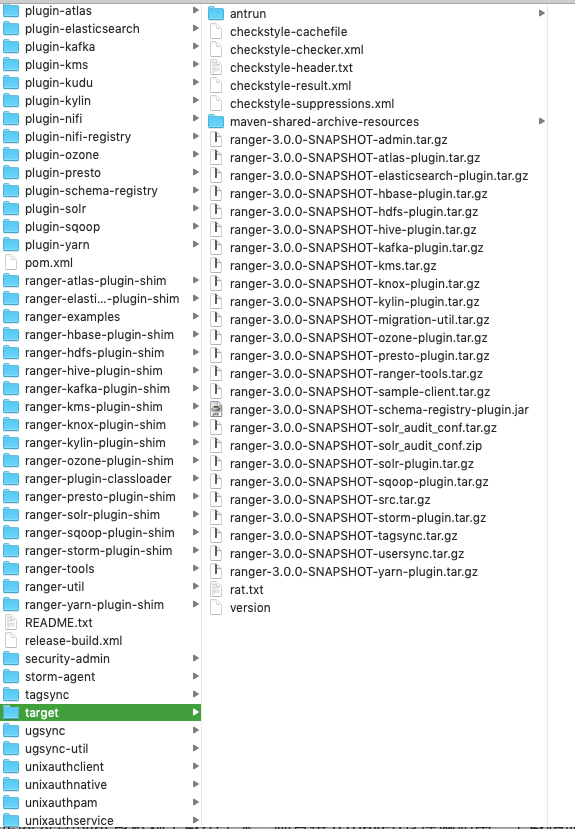 plugin-atlas
plugin-elasticsearch
plugin-kafka
plugin-kms
plugin-kudu
plugin-kylin
plugin-nifi
plugin-nifi-registry
plugin-ozone
plugin-presto
plugin-schema-registry
plugin-solr
plugin-sqoop
plugin-yarn
pom.xml
ranger-atlas-plugin-shim
ranger-elasti...-plugin-shim
ranger-examples
ranger-hbase-plugin-shim
ranger-hdfs-plugin-shim
ranger-hive-plugin-shim
ranger-kafka-plugin-shim
ranger-kms-plugin-shim
ranger-knox-plugin-shim
ranger-kylin-plugin-shim
ranger-ozone-plugin-shim
ranger-plugin-classloader
ranger-presto-plugin-shim
ranger-solr-plugin-shim
ranger-sqoop-plugin-shim
ranger-storm-plugin-shim
ranger-tools
ranger-util
ranger-yarn-plugin-shim
README.txt
release-build.xml
security-admin
storm-agent
tagsync
target
ugsync
ugsync-util
unixauthclient
unixauthnative
unixauthpam
unixauthservice
antrun
checkstyle-cachefile
checkstyle-checker.xml
checkstyle-header.txt
checkstyle-result.xml
checkstyle-suppressions.xml
maven-shared-archive-resources
ranger-3.0.0-SNAPSHOT-admin.tar.gz
ranger-3.0.0-SNAPSHOT-atlas-plugin.tar.gz
ranger-3.0.0-SNAPSHOT-elasticsearch-plugin.tar.gz
ranger-3.0.0-SNAPSHOT-hbase-plugin.tar.gz
ranger-3.0.0-SNAPSHOT-hdfs-plugin.tar.gz
ranger-3.0.0-SNAPSHOT-hive-plugin.tar.gz
ranger-3.0.0-SNAPSHOT-kafka-plugin.tar.gz
ranger-3.0.0-SNAPSHOT-kms.tar.gz
ranger-3.0.0-SNAPSHOT-knox-plugin.tar.gz
ranger-3.0.0-SNAPSHOT-kylin-plugin.tar.gz
ranger-3.0.0-SNAPSHOT-migration-util.tar.gz
ranger-3.0.0-SNAPSHOT-ozone-plugin.tar.gz
ranger-3.0.0-SNAPSHOT-presto-plugin.tar.gz
ranger-3.0.0-SNAPSHOT-ranger-tools.tar.gz
ranger-3.0.0-SNAPSHOT-sample-client.tar.gz
ranger-3.0.0-SNAPSHOT-schema-registry-plugin.jar
ranger-3.0.0-SNAPSHOT-solr_audit_conf.tar.gz
ranger-3.0.0-SNAPSHOT-solr_audit_conf.zip
ranger-3.0.0-SNAPSHOT-solr-plugin.tar.gz
ranger-3.0.0-SNAPSHOT-sqoop-plugin.tar.gz
ranger-3.0.0-SNAPSHOT-src.tar.gz
ranger-3.0.0-SNAPSHOT-storm-plugin.tar.gz
ranger-3.0.0-SNAPSHOT-tagsync.tar.gz
ranger-3.0.0-SNAPSHOT-usersync.tar.gz
ranger-3.0.0-SNAPSHOT-yarn-plugin.tar.gz
rat.txt
version